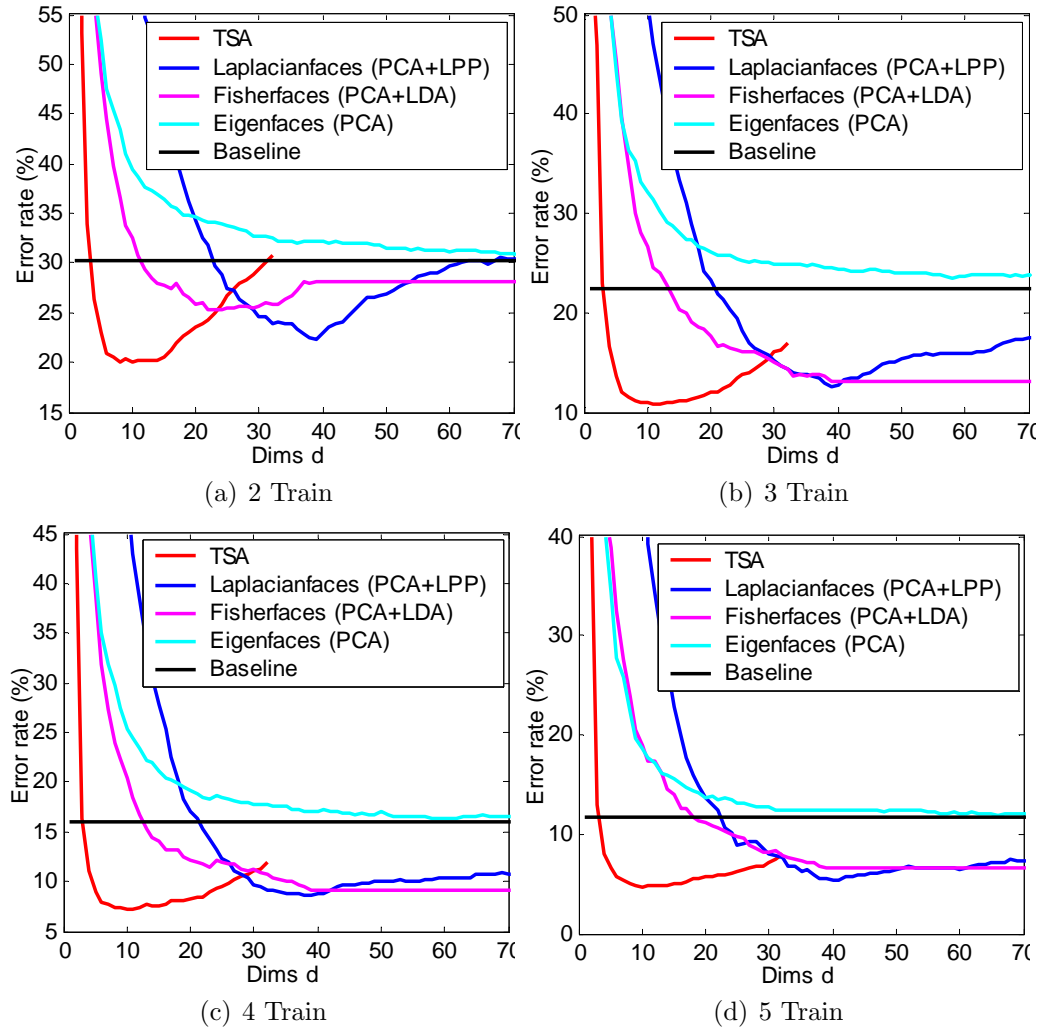 55
50
45
40
35
30
25
20
15
Error rate (%)
TSA
Laplacianfaces (PCA+LPP)
Fisherfaces (PCA+LDA)
Eigenfaces (PCA)
Baseline
0 10 20 30 40 50 60 70
Dims d
(a) 2 Train
50
40
30
20
10
Error rate (%)
TSA
Laplacianfaces (PCA+LPP)
Fisherfaces (PCA+LDA)
Eigenfaces (PCA)
Baseline
0 10 20 30 40 50 60 70
Dims d
(b) 3 Train
45
40
35
30
25
20
15
10
5
Error rate (%)
TSA
Laplacianfaces (PCA+LPP)
Fisherfaces (PCA+LDA)
Eigenfaces (PCA)
Baseline
0 10 20 30 40 50 60 70
Dims d
(c) 4 Train
40
30
20
10
0
Error rate (%)
TSA
Laplacianfaces (PCA+LPP)
Fisherfaces (PCA+LDA)
Eigenfaces (PCA)
Baseline
0 10 20 30 40 50 60 70
Dims d
(d) 5 Train